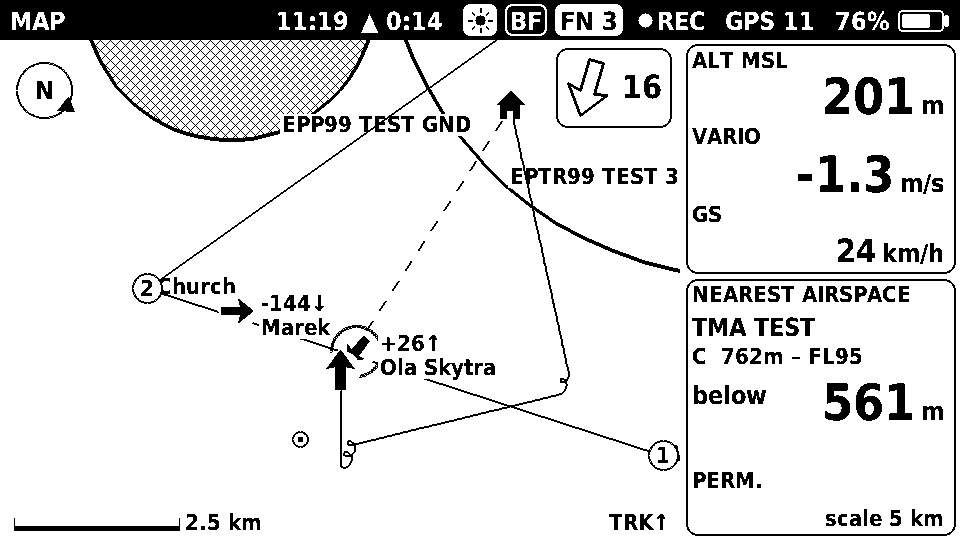 MAP 11:19 ▲ 0:14 BF FN 3 REC GPS 11 76%
N
16
EPP99 TEST GND
EPTR99 TEST 3
2
Church
-144↓
Marek
+26↑
Ola Skytra
1
2.5 km
TRK↑
ALT MSL
201 m
VARIO
-1.3 m/s
GS
24 km/h
NEAREST AIRSPACE
TMA TEST
C 762m – FL95
below 561 m
PERM.
scale 5 km